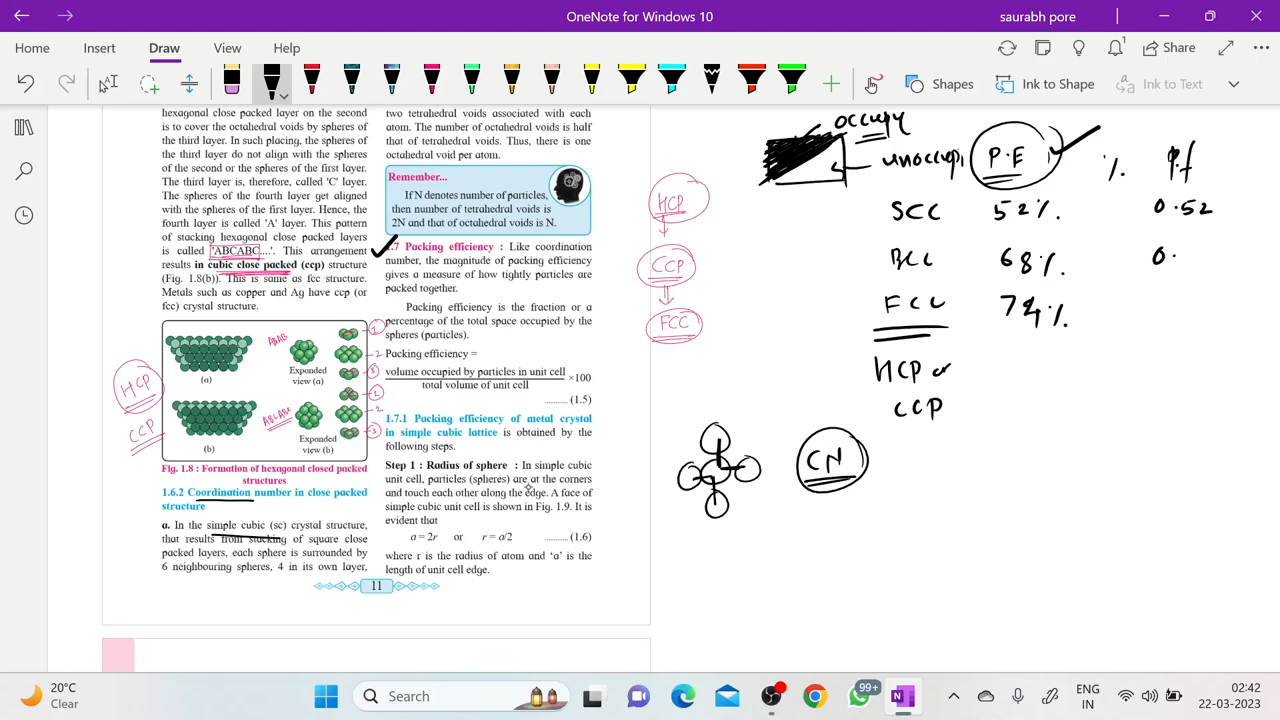 OneNote for Windows 10
saurabh pore
Home
Insert
Draw
View
Help
Share
Shapes
Ink to Shape
Ink to Text
hexagonal close packed layer on the second
is to cover the octahedral voids by spheres of
the third layer. In such placing, the spheres of
the third layer do not align with the spheres
of the second or the spheres of the first layer.
The third layer is, therefore, called 'C' layer.
The spheres of the fourth layer get aligned
with the spheres of the first layer. Hence, the
fourth layer is called 'A' layer. This pattern
of stacking hexagonal close packed layers
is called 'ABCABC....'. This arrangement
results in cubic close packed (ccp) structure
(Fig. 1.8(b)). This is same as fcc structure.
Metals such as copper and Ag have ccp (or
fcc) crystal structure.
ABAB
1
2
3
(a)
Expanded
view (a)
HCP
ABCABC
2
2
3
(b)
Expanded
view (b)
CCP
Fig. 1.8 : Formation of hexagonal closed packed
structures
1.6.2 Coordination number in close packed
structure
a. In the simple cubic (sc) crystal structure,
that results from stacking of square close
packed layers, each sphere is surrounded by
6 neighbouring spheres, 4 in its own layer,
two tetrahedral voids associated with each
atom. The number of octahedral voids is half
that of tetrahedral voids. Thus, there is one
octahedral void per atom.
Remember...
If N denotes number of particles,
then number of tetrahedral voids is
2N and that of octahedral voids is N.
1.7 Packing efficiency : Like coordination
number, the magnitude of packing efficiency
gives a measure of how tightly particles are
packed together.
Packing efficiency is the fraction or a
percentage of the total space occupied by the
spheres (particles).
Packing efficiency =
volume occupied by particles in unit cell
total volume of unit cell
×100
.......... (1.5)
1.7.1 Packing efficiency of metal crystal
in simple cubic lattice is obtained by the
following steps.
Step 1 : Radius of sphere : In simple cubic
unit cell, particles (spheres) are at the corners
and touch each other along the edge. A face of
simple cubic unit cell is shown in Fig. 1.9. It is
evident that
a = 2r or r = a/2 .......... (1.6)
where r is the radius of atom and 'a' is the
length of unit cell edge.
11
HCP
CCP
FCC
occupy
unoccupi
P.E
%
p.f
SCC 52% 0.52
BCC 68% 0.
FCC 74%
HCP or
CCP
CN
20°C
Clear
Search
99+
ENG
IN
02:42
22-03-2023